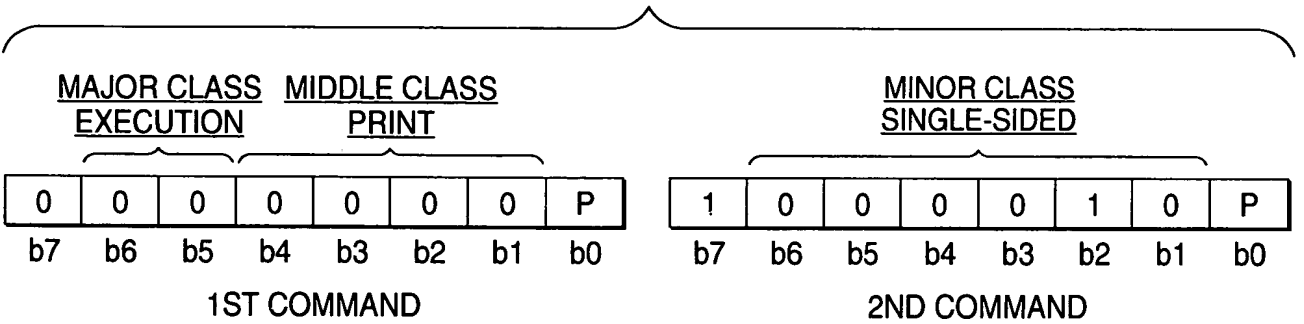 MAJOR CLASS
EXECUTION
MIDDLE CLASS
PRINT
MINOR CLASS
SINGLE-SIDED
0 0 0 0 0 0 0 P
b7 b6 b5 b4 b3 b2 b1 b0
1ST COMMAND
1 0 0 0 0 1 0 P
b7 b6 b5 b4 b3 b2 b1 b0
2ND COMMAND